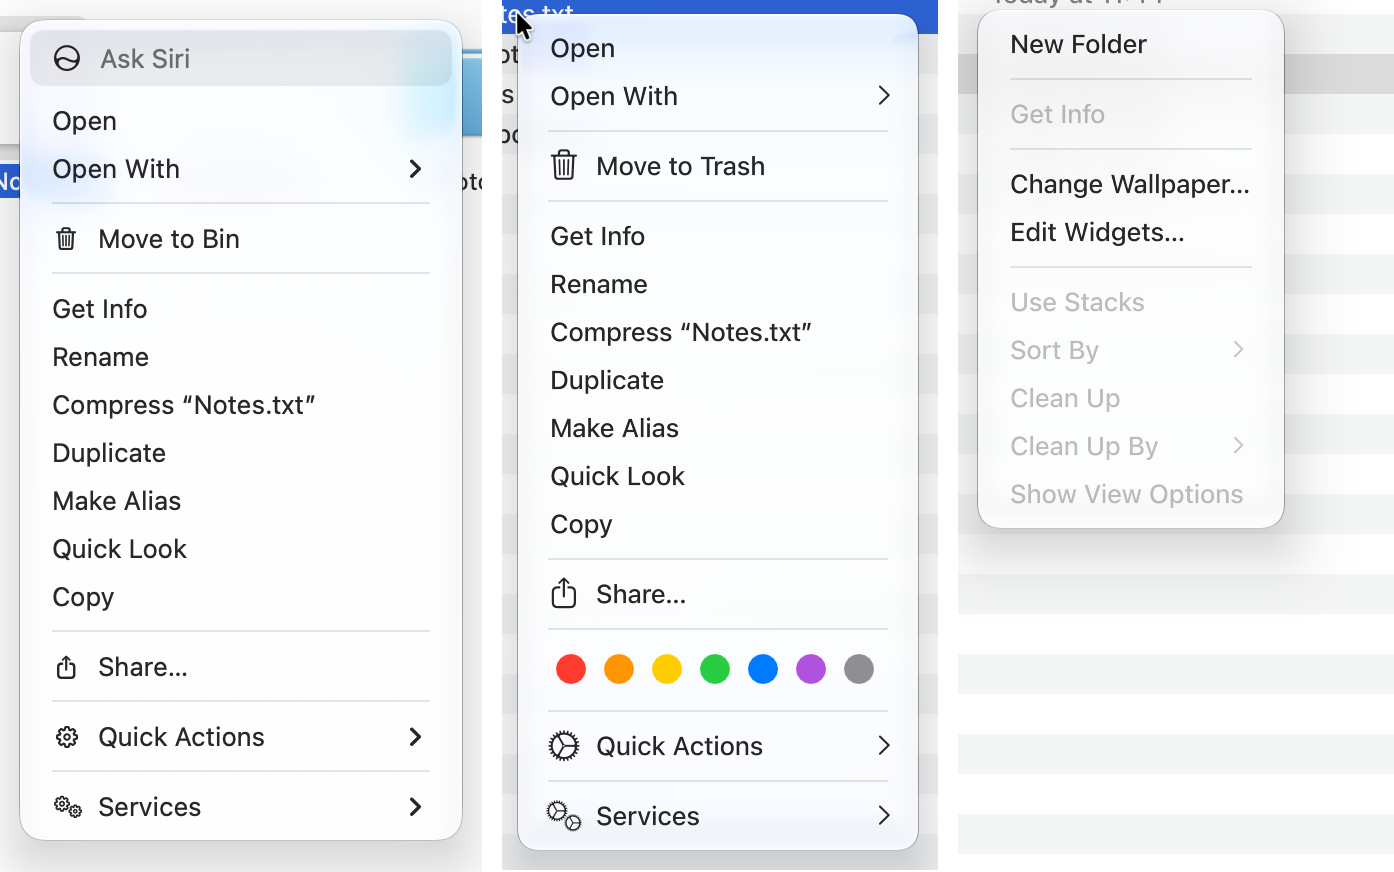 Ask Siri
Open
Open With
Move to Bin
Get Info
Rename
Compress “Notes.txt”
Duplicate
Make Alias
Quick Look
Copy
Share...
Quick Actions
Services
Open
Open With
Move to Trash
Get Info
Rename
Compress “Notes.txt”
Duplicate
Make Alias
Quick Look
Copy
Share...
Quick Actions
Services
New Folder
Get Info
Change Wallpaper...
Edit Widgets...
Use Stacks
Sort By
Clean Up
Clean Up By
Show View Options